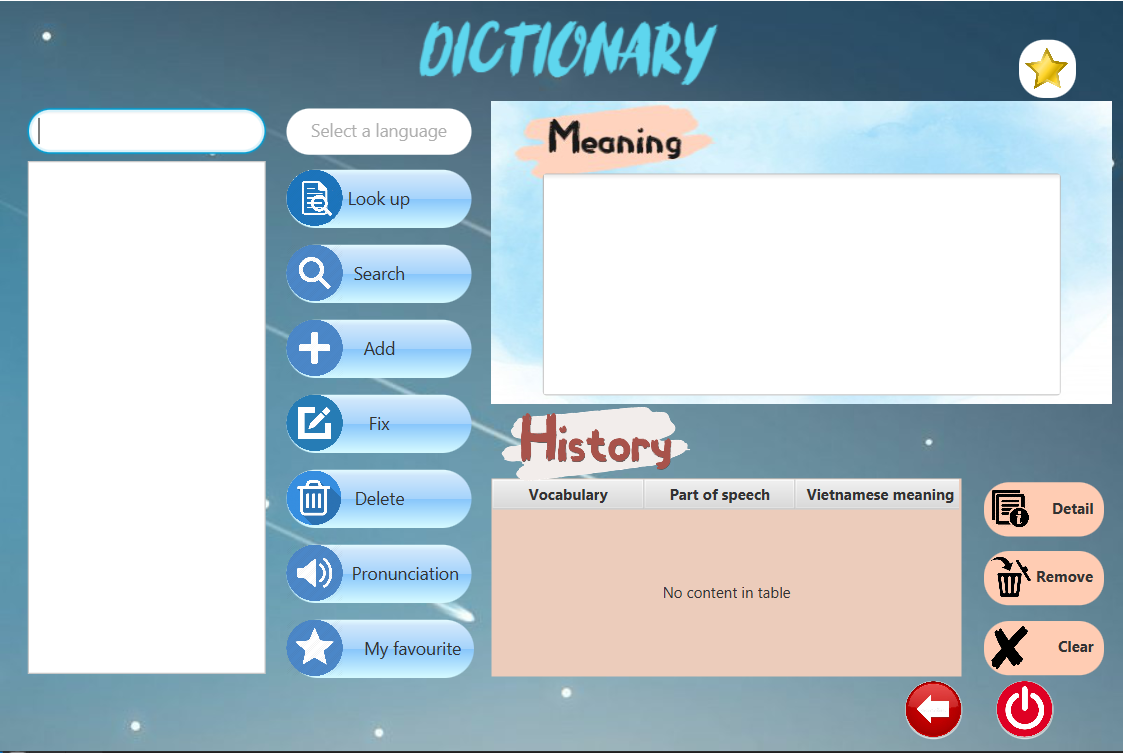 DICTIONARY
Select a language
Look up
Search
Add
Fix
Delete
Pronunciation
My favourite
Meaning
History
Vocabulary Part of speech Vietnamese meaning
No content in table
Detail
Remove
Clear